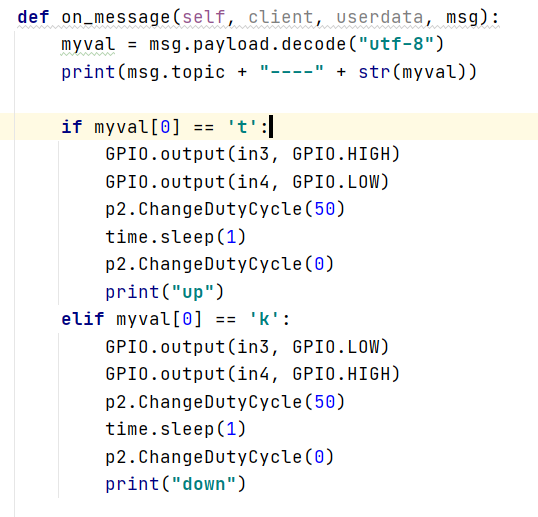 def on_message(self, client, userdata, msg):
    myval = msg.payload.decode("utf-8")
    print(msg.topic + "----" + str(myval))

    if myval[0] == 't':
        GPIO.output(in3, GPIO.HIGH)
        GPIO.output(in4, GPIO.LOW)
        p2.ChangeDutyCycle(50)
        time.sleep(1)
        p2.ChangeDutyCycle(0)
        print("up")
    elif myval[0] == 'k':
        GPIO.output(in3, GPIO.LOW)
        GPIO.output(in4, GPIO.HIGH)
        p2.ChangeDutyCycle(50)
        time.sleep(1)
        p2.ChangeDutyCycle(0)
        print("down")